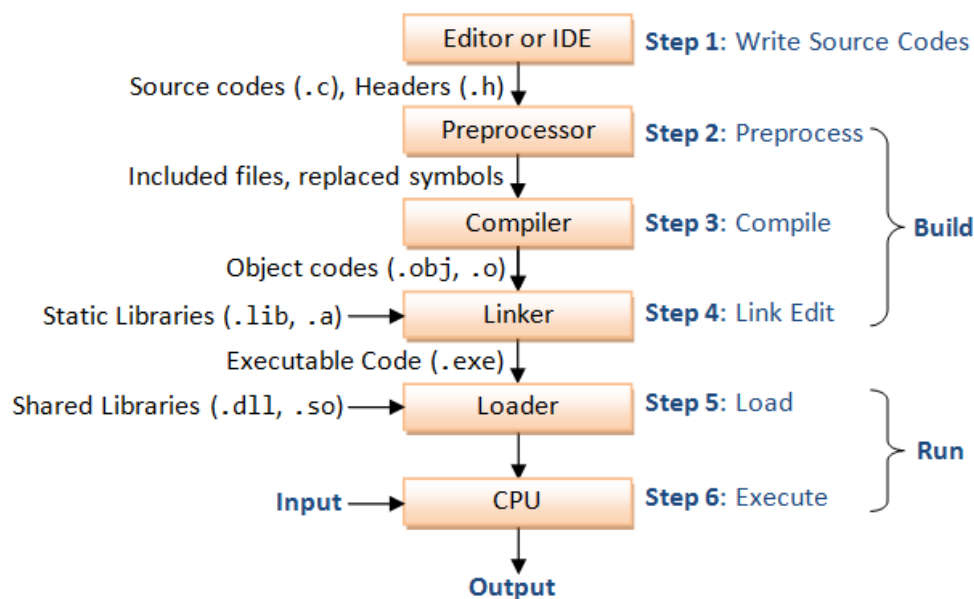 Editor or IDE
Step 1: Write Source Codes
Source codes (.c), Headers (.h)
Preprocessor
Step 2: Preprocess
Included files, replaced symbols
Compiler
Step 3: Compile
Build
Object codes (.obj, .o)
Static Libraries (.lib, .a)
Linker
Step 4: Link Edit
Executable Code (.exe)
Shared Libraries (.dll, .so)
Loader
Step 5: Load
Run
Input
CPU
Step 6: Execute
Output